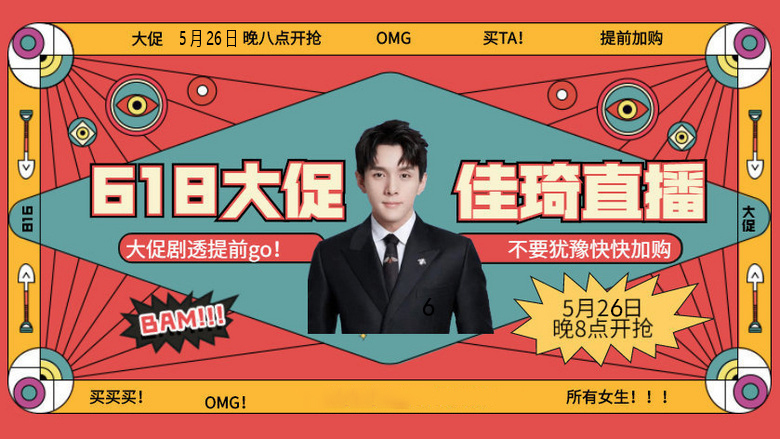 大促 5月26日 晚八点开抢 OMG 买TA! 提前加购
618大促 佳琦直播
大促剧透提前go! 不要犹豫快快加购
618
大促
BAM!!!
6
5月26日
晚8点开抢
买买买! OMG! 所有女生!!!